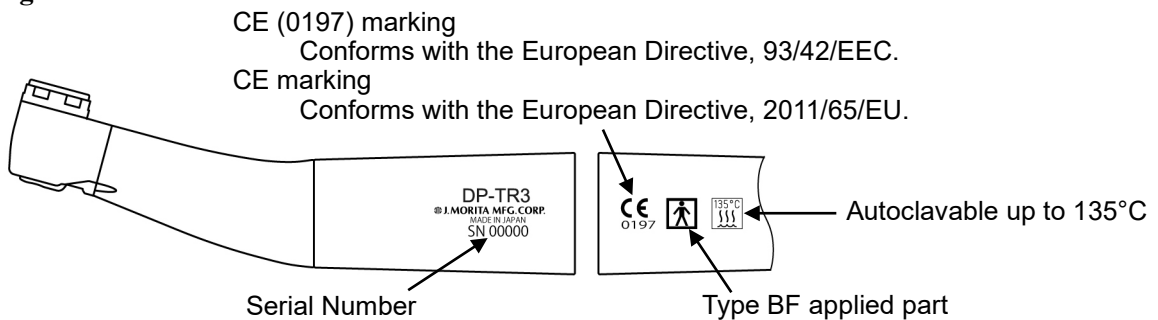 CE (0197) marking
Conforms with the European Directive, 93/42/EEC.
CE marking
Conforms with the European Directive, 2011/65/EU.
DP-TR3
J.MORITA MFG.CORP.
MADE IN JAPAN
SN 00000
CE
0197
135°C
Autoclavable up to 135°C
Serial Number
Type BF applied part